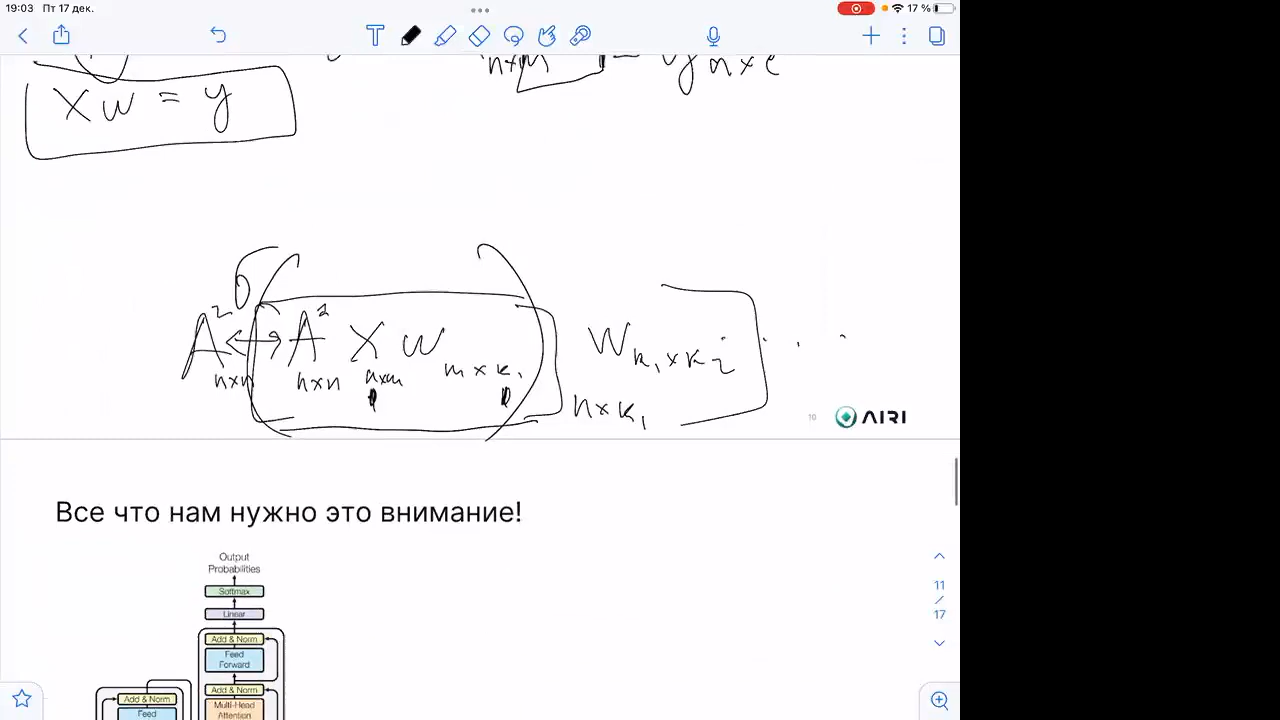 19:03 Пт 17 дек.
17 %
T
n×m = y n×l
Xw = y
σ
A² n×n ↔ A² n×n X n×m w m×k₁ W k₁×k₂ . . .
n×k₁
10 AIRI
Все что нам нужно это внимание!
Output
Probabilities
Softmax
Linear
Add & Norm
Feed
Forward
Add & Norm
Multi-Head
Attention
Add & Norm
Feed
11
/
17